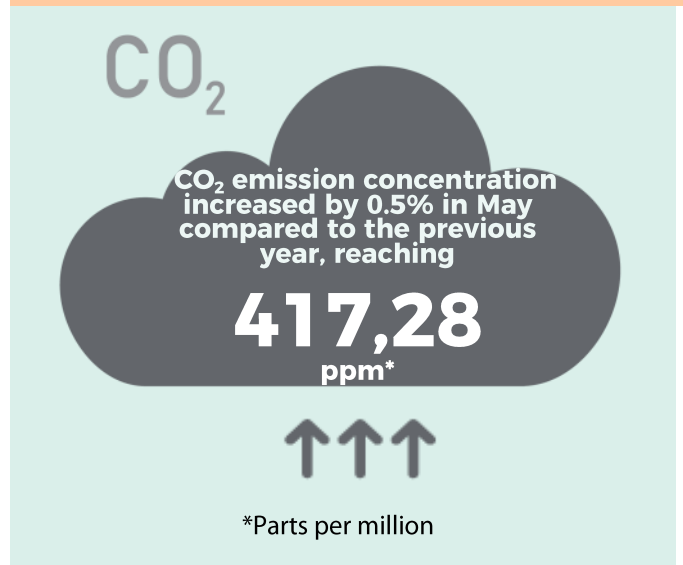 CO₂
CO₂ emission concentration
increased by 0.5% in May
compared to the previous
year, reaching
417,28
ppm*
*Parts per million